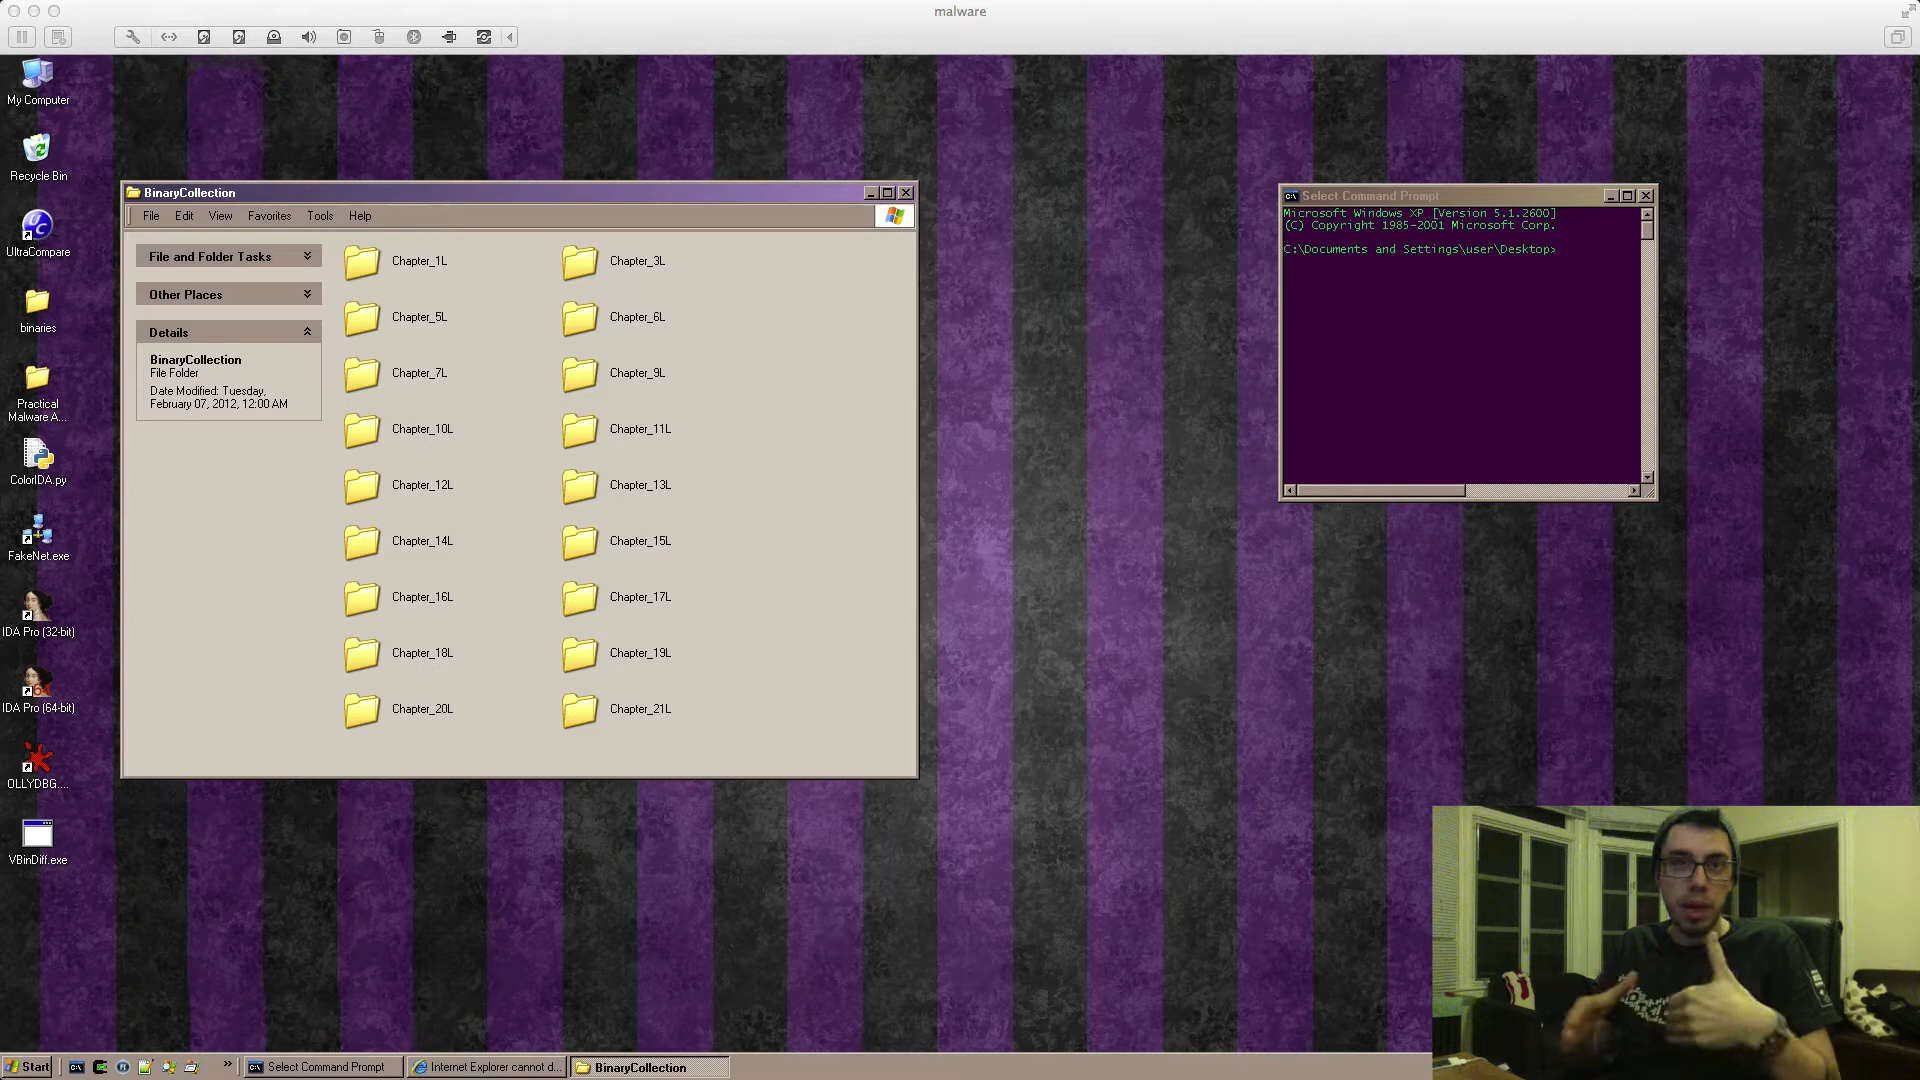 malware
My Computer
Recycle Bin
UltraCompare
binaries
Practical
Malware A...
ColorIDA.py
FakeNet.exe
IDA Pro (32-bit)
IDA Pro (64-bit)
OLLYDBG....
VBinDiff.exe
BinaryCollection
File Edit View Favorites Tools Help
File and Folder Tasks
Other Places
Details
BinaryCollection
File Folder
Date Modified: Tuesday,
February 07, 2012, 12:00 AM
Chapter_1L Chapter_3L
Chapter_5L Chapter_6L
Chapter_7L Chapter_9L
Chapter_10L Chapter_11L
Chapter_12L Chapter_13L
Chapter_14L Chapter_15L
Chapter_16L Chapter_17L
Chapter_18L Chapter_19L
Chapter_20L Chapter_21L
Select Command Prompt
Microsoft Windows XP [Version 5.1.2600]
(C) Copyright 1985-2001 Microsoft Corp.
C:\Documents and Settings\user\Desktop>
Start Select Command Prompt Internet Explorer cannot d... BinaryCollection